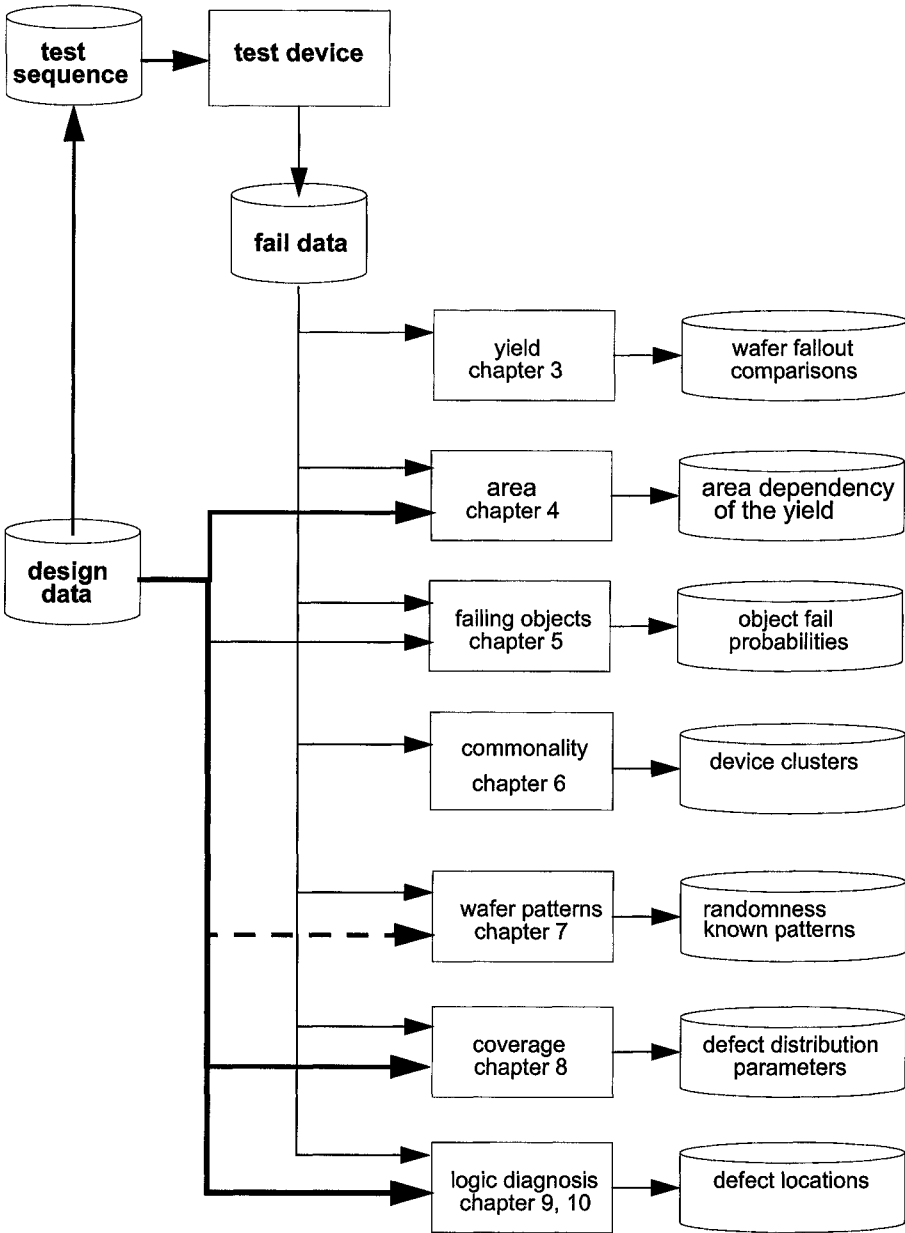 test
sequence
test device
fail data
yield
chapter 3
wafer fallout
comparisons
area
chapter 4
area dependency
of the yield
design
data
failing objects
chapter 5
object fail
probabilities
commonality
chapter 6
device clusters
wafer patterns
chapter 7
randomness
known patterns
coverage
chapter 8
defect distribution
parameters
logic diagnosis
chapter 9, 10
defect locations